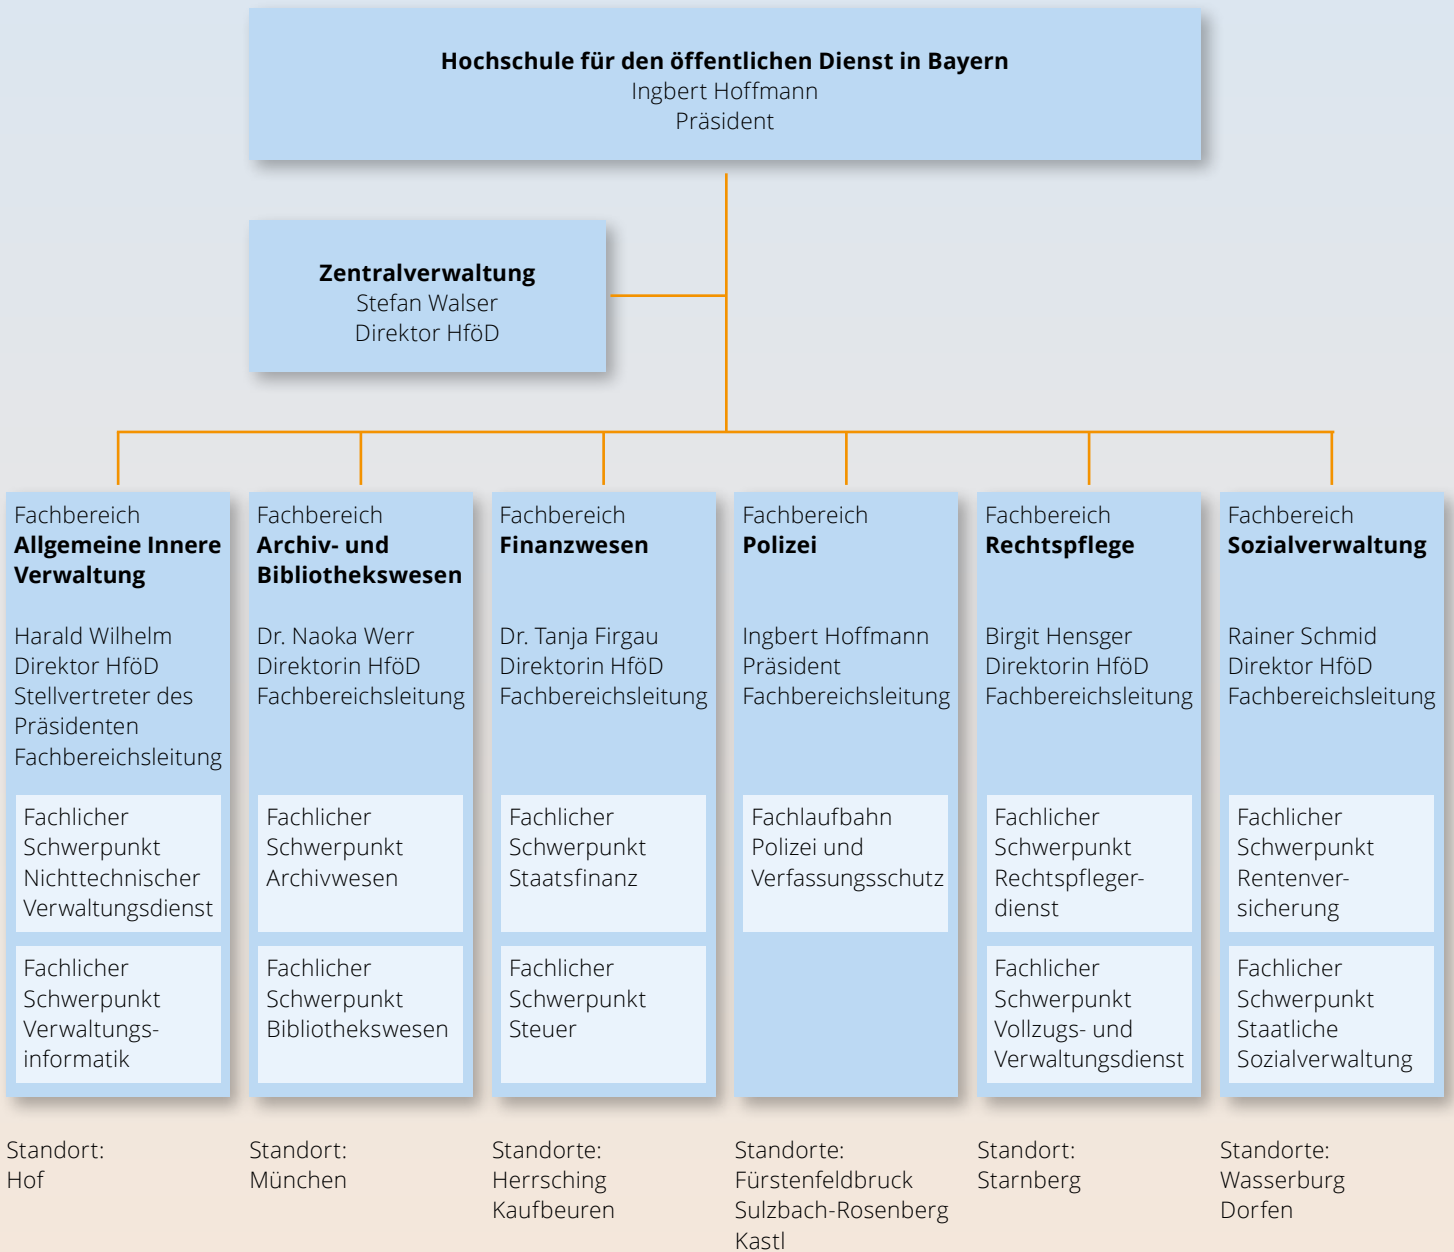 Hochschule für den öffentlichen Dienst in Bayern
Ingbert Hoffmann
Präsident
Zentralverwaltung
Stefan Walser
Direktor HföD
Fachbereich
Allgemeine Innere
Verwaltung
Harald Wilhelm
Direktor HföD
Stellvertreter des
Präsidenten
Fachbereichsleitung
Fachlicher
Schwerpunkt
Nichttechnischer
Verwaltungsdienst
Fachlicher
Schwerpunkt
Verwaltungs-
informatik
Standort:
Hof
Fachbereich
Archiv- und
Bibliothekswesen
Dr. Naoka Werr
Direktorin HföD
Fachbereichsleitung
Fachlicher
Schwerpunkt
Archivwesen
Fachlicher
Schwerpunkt
Bibliothekswesen
Standort:
München
Fachbereich
Finanzwesen
Dr. Tanja Firgau
Direktorin HföD
Fachbereichsleitung
Fachlicher
Schwerpunkt
Staatsfinanz
Fachlicher
Schwerpunkt
Steuer
Standorte:
Herrsching
Kaufbeuren
Fachbereich
Polizei
Ingbert Hoffmann
Präsident
Fachbereichsleitung
Fachlaufbahn
Polizei und
Verfassungsschutz
Standorte:
Fürstenfeldbruck
Sulzbach-Rosenberg
Kastl
Fachbereich
Rechtspflege
Birgit Hensger
Direktorin HföD
Fachbereichsleitung
Fachlicher
Schwerpunkt
Rechtspfleger-
dienst
Fachlicher
Schwerpunkt
Vollzugs- und
Verwaltungsdienst
Standort:
Starnberg
Fachbereich
Sozialverwaltung
Rainer Schmid
Direktor HföD
Fachbereichsleitung
Fachlicher
Schwerpunkt
Rentenver-
sicherung
Fachlicher
Schwerpunkt
Staatliche
Sozialverwaltung
Standorte:
Wasserburg
Dorfen